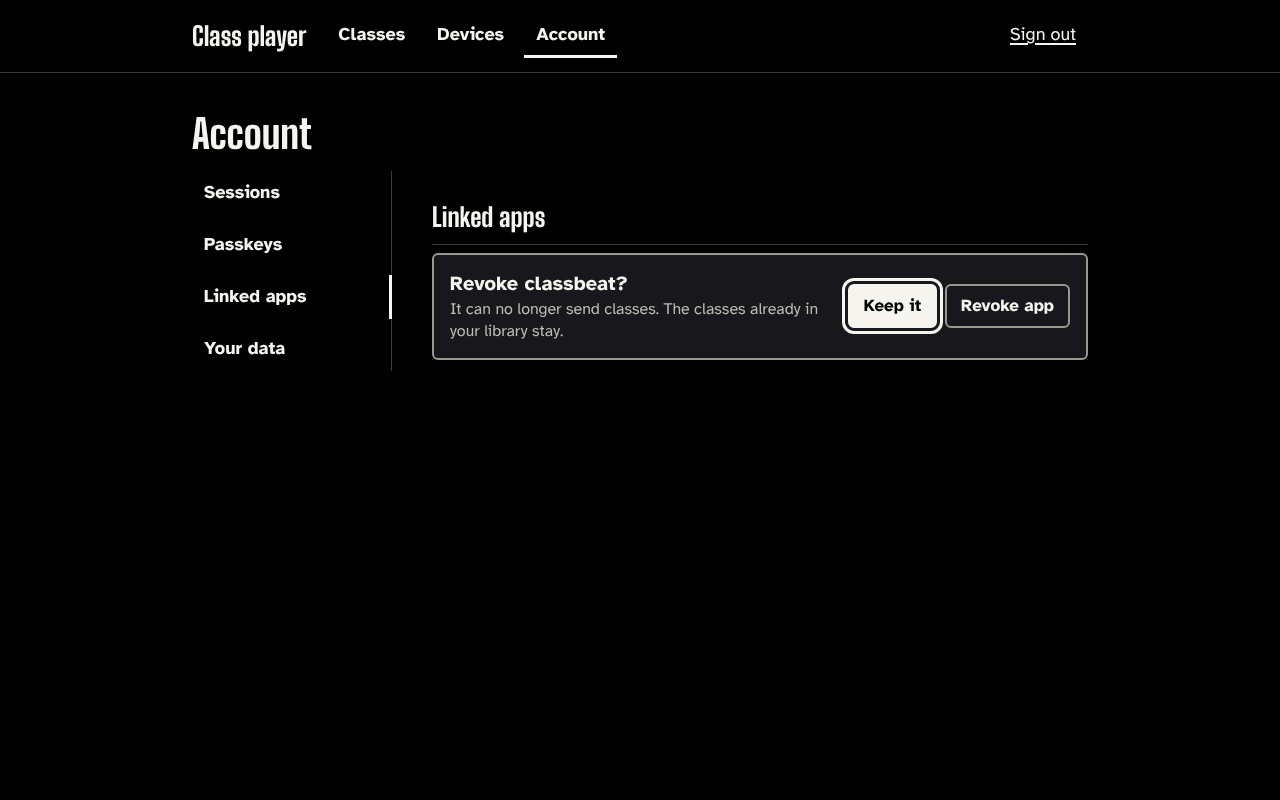 Class player
Classes
Devices
Account
Sign out
Account
Sessions
Passkeys
Linked apps
Your data
Linked apps
Revoke classbeat?
It can no longer send classes. The classes already in
your library stay.
Keep it
Revoke app